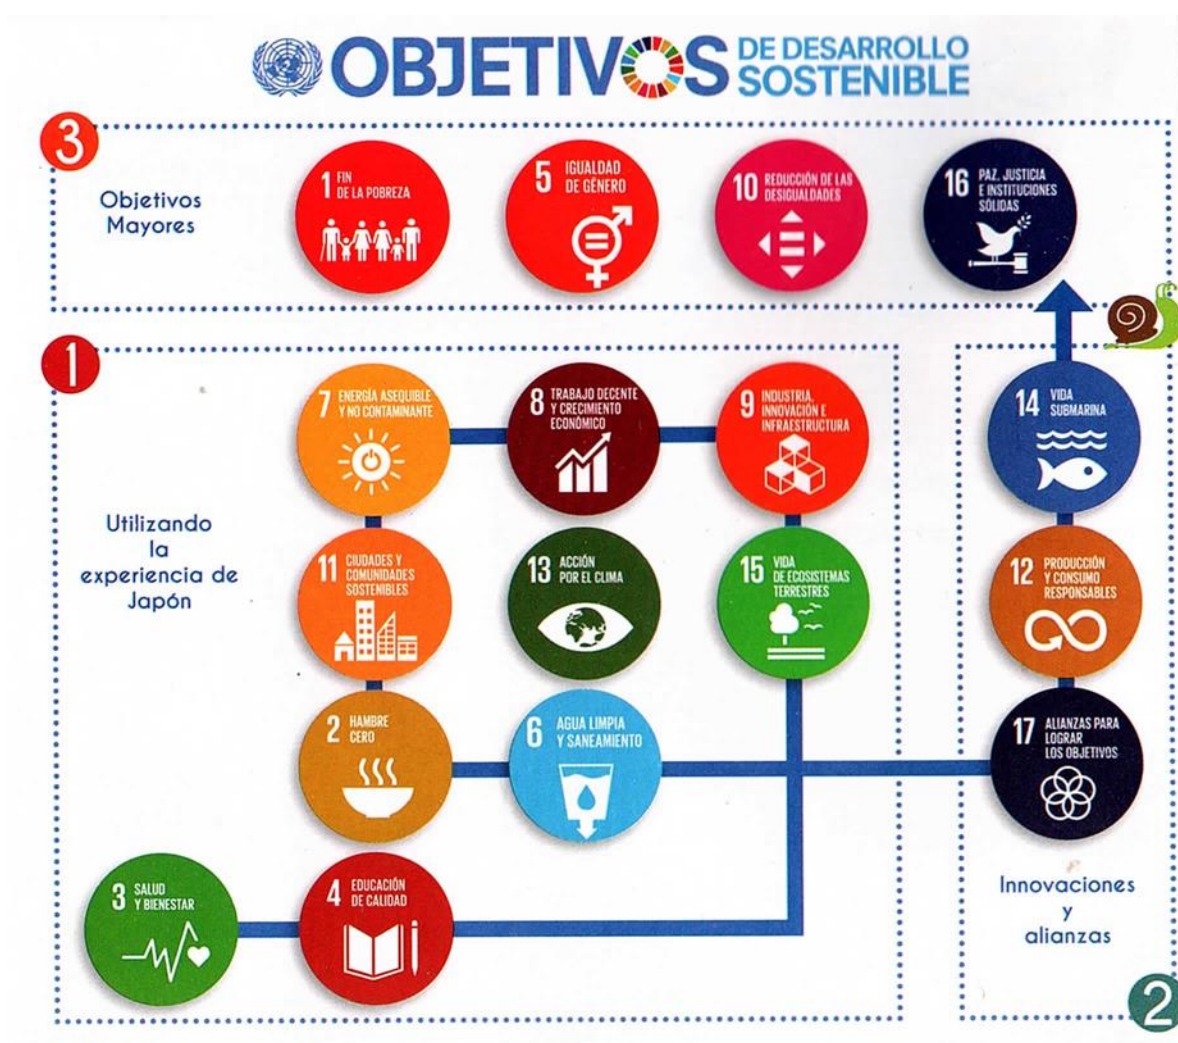 OBJETIVOS DE DESARROLLO
SOSTENIBLE
3
Objetivos
Mayores
1 FIN
DE LA POBREZA
5 IGUALDAD
DE GÉNERO
10 REDUCCIÓN DE LAS
DESIGUALDADES
16 PAZ, JUSTICIA
E INSTITUCIONES
SÓLIDAS
1
Utilizando
la
experiencia de
Japón
7 ENERGÍA ASEQUIBLE
Y NO CONTAMINANTE
8 TRABAJO DECENTE
Y CRECIMIENTO
ECONÓMICO
9 INDUSTRIA,
INNOVACIÓN E
INFRAESTRUCTURA
11 CIUDADES Y
COMUNIDADES
SOSTENIBLES
13 ACCIÓN
POR EL CLIMA
15 VIDA
DE ECOSISTEMAS
TERRESTRES
2 HAMBRE
CERO
6 AGUA LIMPIA
Y SANEAMIENTO
3 SALUD
Y BIENESTAR
4 EDUCACIÓN
DE CALIDAD
14 VIDA
SUBMARINA
12 PRODUCCIÓN
Y CONSUMO
RESPONSABLES
17 ALIANZAS PARA
LOGRAR
LOS OBJETIVOS
Innovaciones
y
alianzas
2